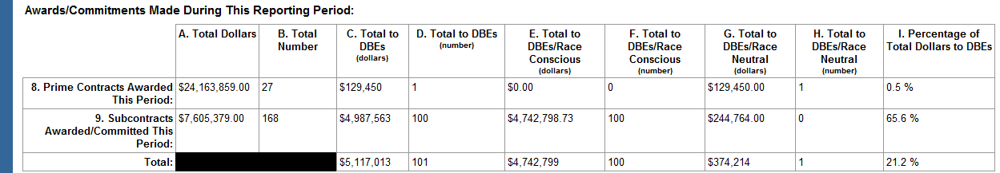 Awards/Commitments Made During This Reporting Period:
A. Total Dollars B. Total Number C. Total to DBEs (dollars) D. Total to DBEs (number) E. Total to DBEs/Race Conscious (dollars) F. Total to DBEs/Race Conscious (number) G. Total to DBEs/Race Neutral (dollars) H. Total to DBEs/Race Neutral (number) I. Percentage of Total Dollars to DBEs
8. Prime Contracts Awarded This Period: $24,163,859.00 27 $129,450 1 $0.00 0 $129,450.00 1 0.5 %
9. Subcontracts Awarded/Committed This Period: $7,605,379.00 168 $4,987,563 100 $4,742,798.73 100 $244,764.00 0 65.6 %
Total: $5,117,013 101 $4,742,799 100 $374,214 1 21.2 %